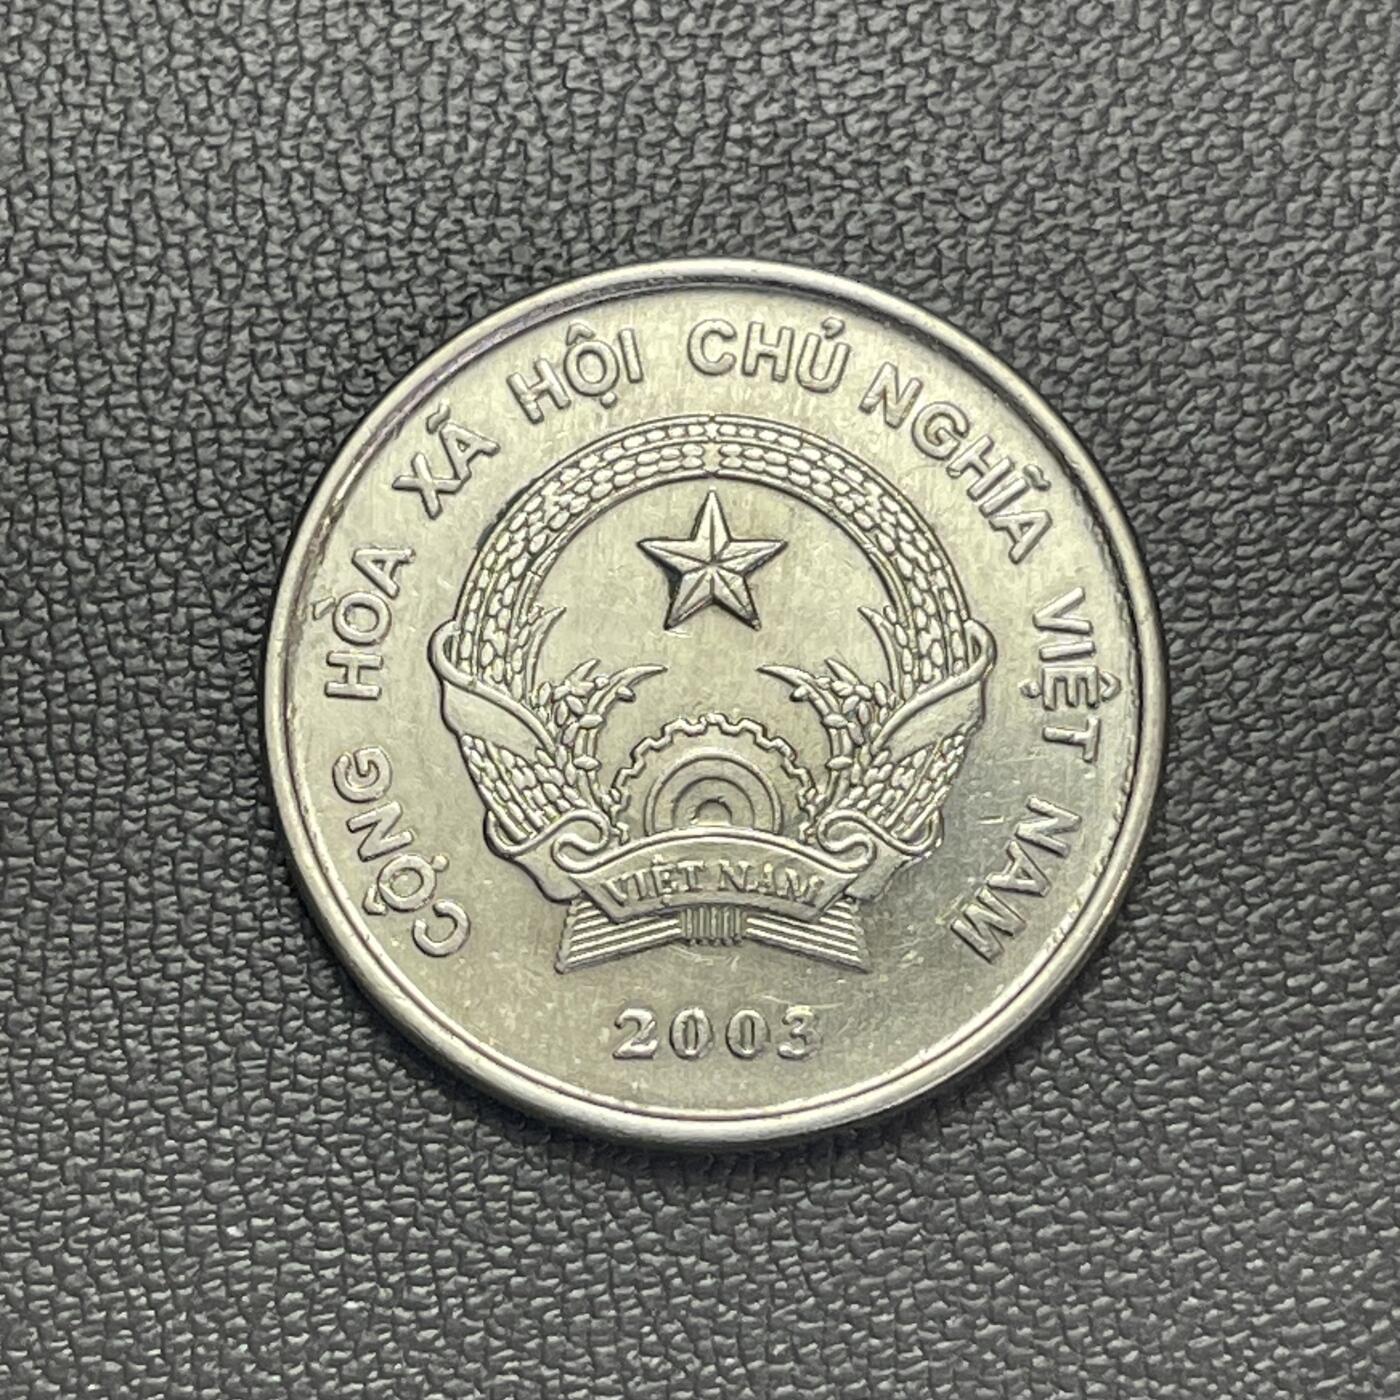 CỘNG HÒA XÃ HỘI CHỦ NGHĨA VIỆT NAM
VIỆT NAM
2003